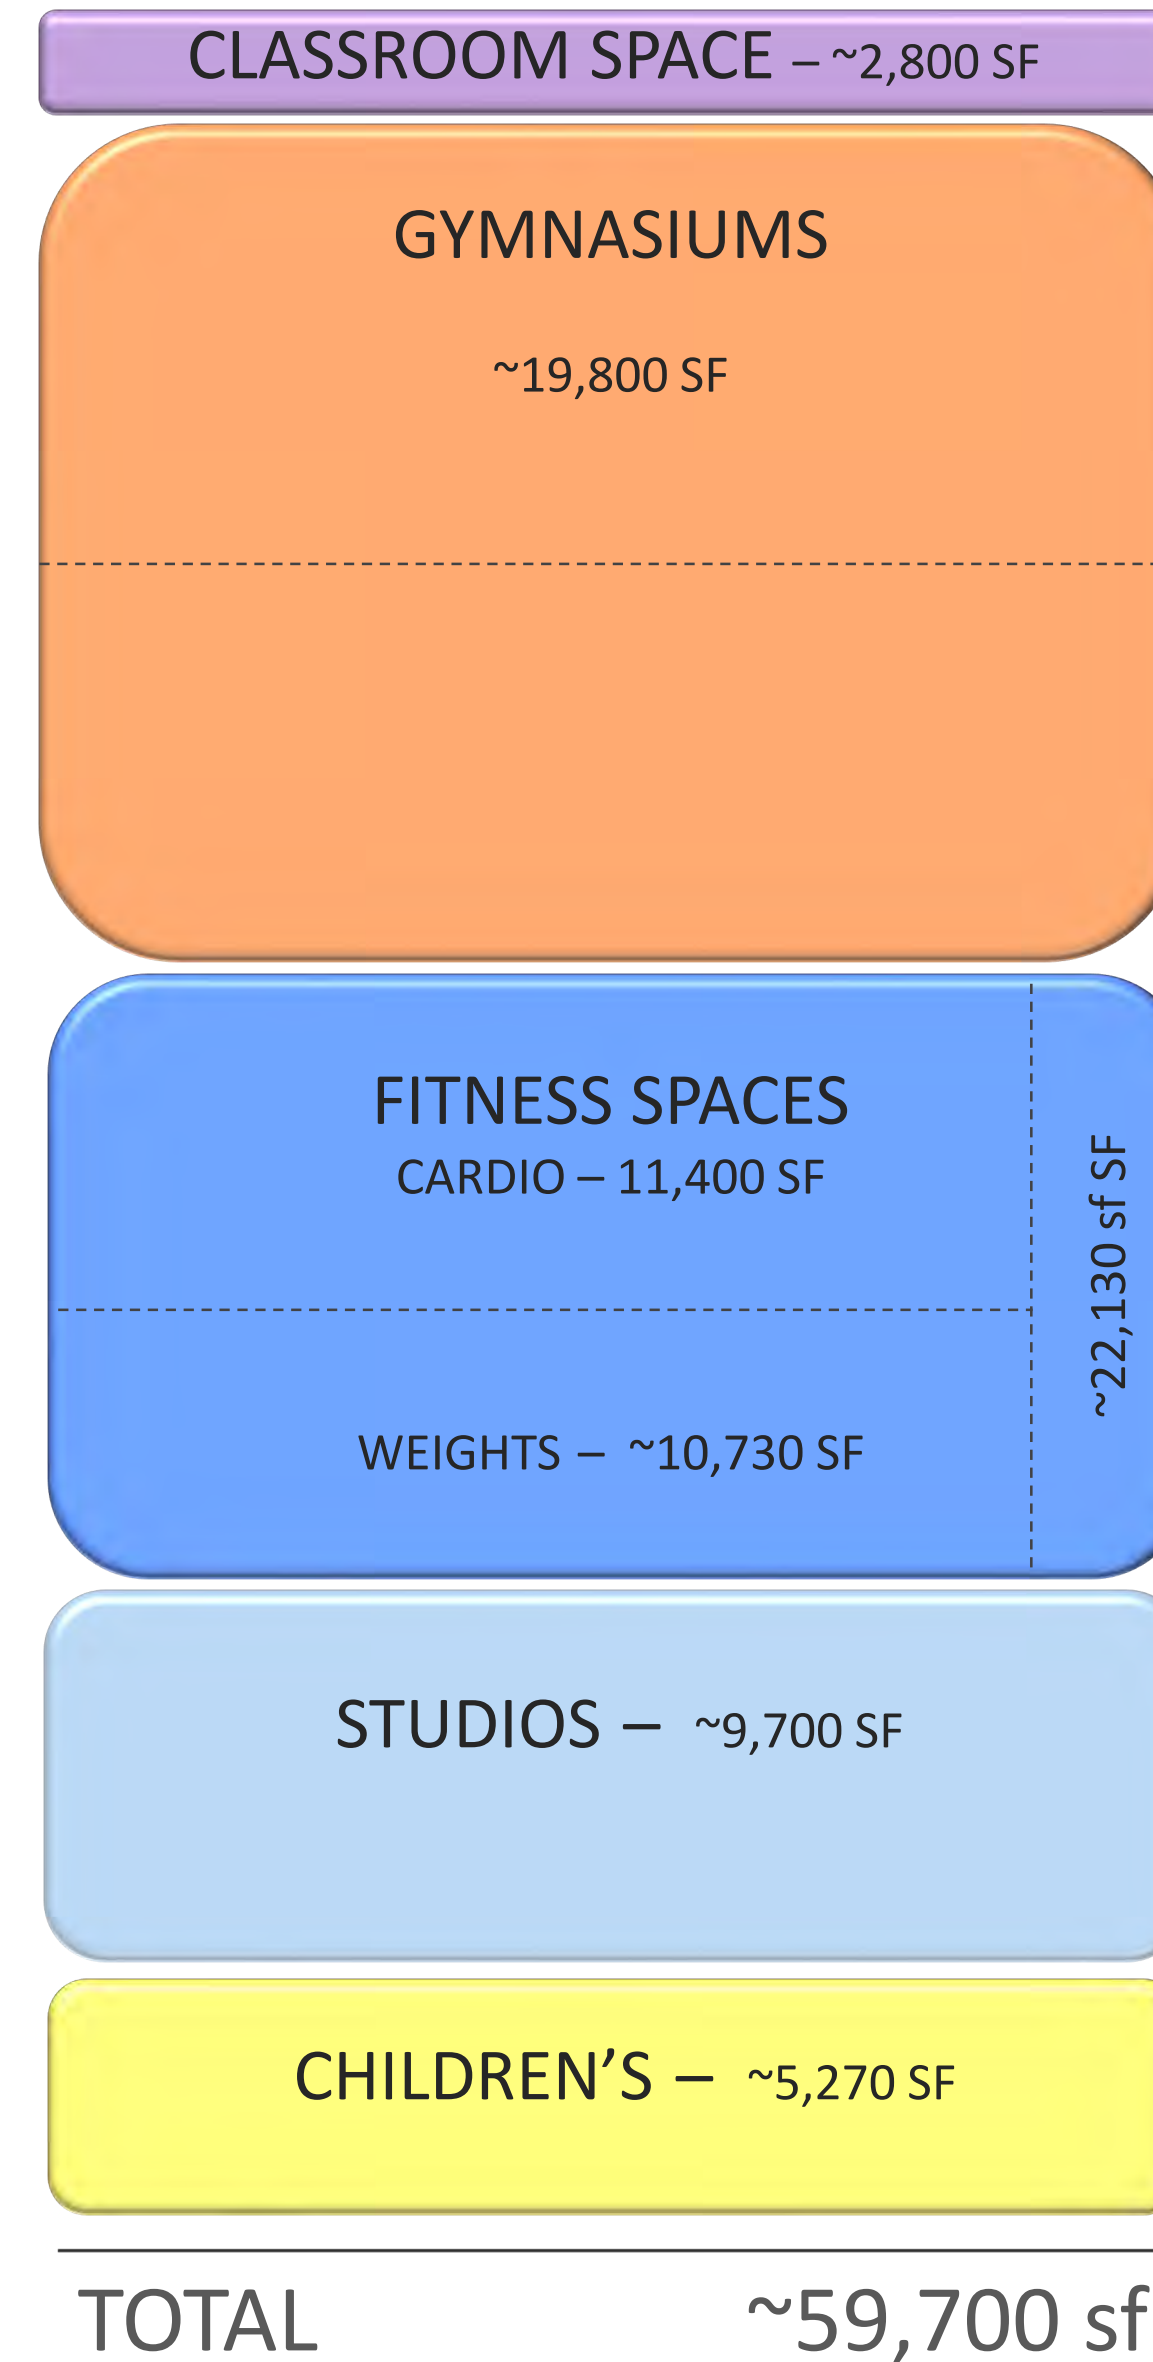 CLASSROOM SPACE – ~2,800 SF
GYMNASIUMS
~19,800 SF
FITNESS SPACES
CARDIO – 11,400 SF
WEIGHTS – ~10,730 SF
~22,130 sf SF
STUDIOS – ~9,700 SF
CHILDREN’S – ~5,270 SF
TOTAL ~59,700 sf